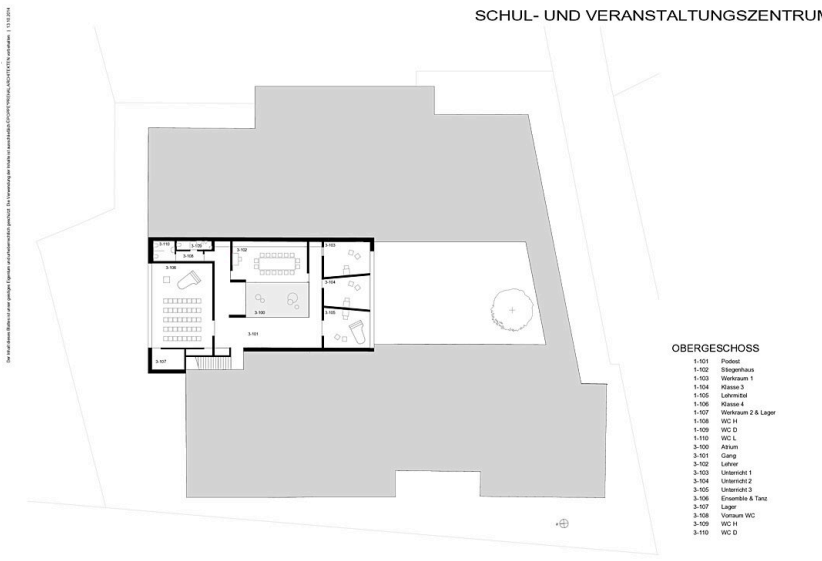 SCHUL- UND VERANSTALTUNGSZENTRUM
3-110
3-109
3-108
3-102
3-103
3-106
3-104
3-100
3-105
3-101
3-107
OBERGESCHOSS
1-101 Podest
1-102 Stiegenhaus
1-103 Werkraum 1
1-104 Klasse 3
1-105 Lehrmittel
1-106 Klasse 4
1-107 Werkraum 2 & Lager
1-108 WC H
1-109 WC D
1-110 WC L
3-100 Atrium
3-101 Gang
3-102 Lehrer
3-103 Unterricht 1
3-104 Unterricht 2
3-105 Unterricht 3
3-106 Ensemble & Tanz
3-107 Lager
3-108 Vorraum WC
3-109 WC H
3-110 WC D